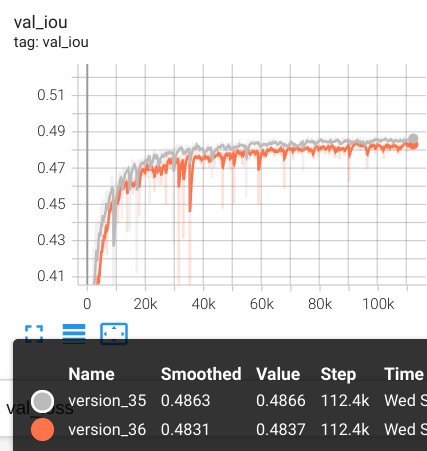 val_iou
tag: val_iou
0.51
0.49
0.47
0.45
0.43
0.41
0 20k 40k 60k 80k 100k
Name Smoothed Value Step Time
val_loss
version_35 0.4863 0.4866 112.4k Wed S
version_36 0.4831 0.4837 112.4k Wed S